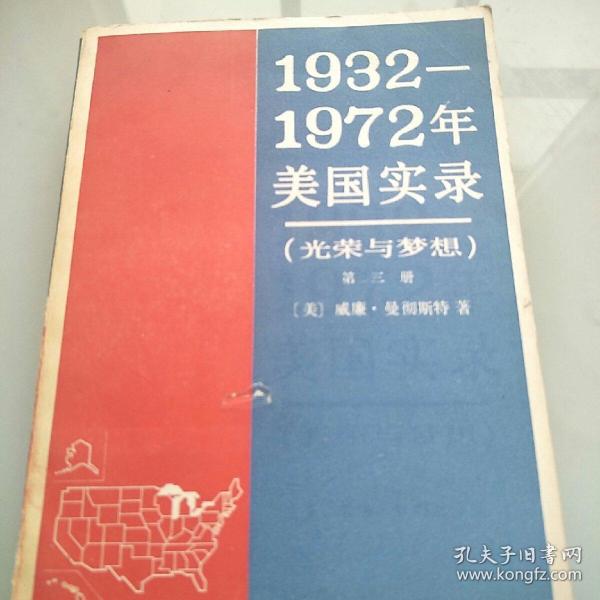 1932—
1972年
美国实录
(光荣与梦想)
第三册
〔美〕威廉·曼彻斯特著
孔夫子旧书网
www.kongfz.com